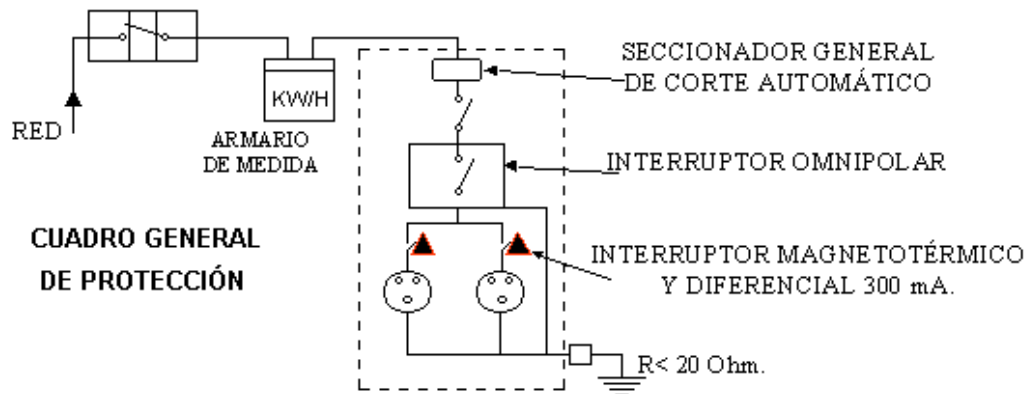 SECCIONADOR GENERAL
DE CORTE AUTOMÁTICO
KW/H
RED
ARMARIO
DE MEDIDA
INTERRUPTOR OMNIPOLAR
CUADRO GENERAL
DE PROTECCIÓN
INTERRUPTOR MAGNETOTÉRMICO
Y DIFERENCIAL 300 mA.
R< 20 Ohm.